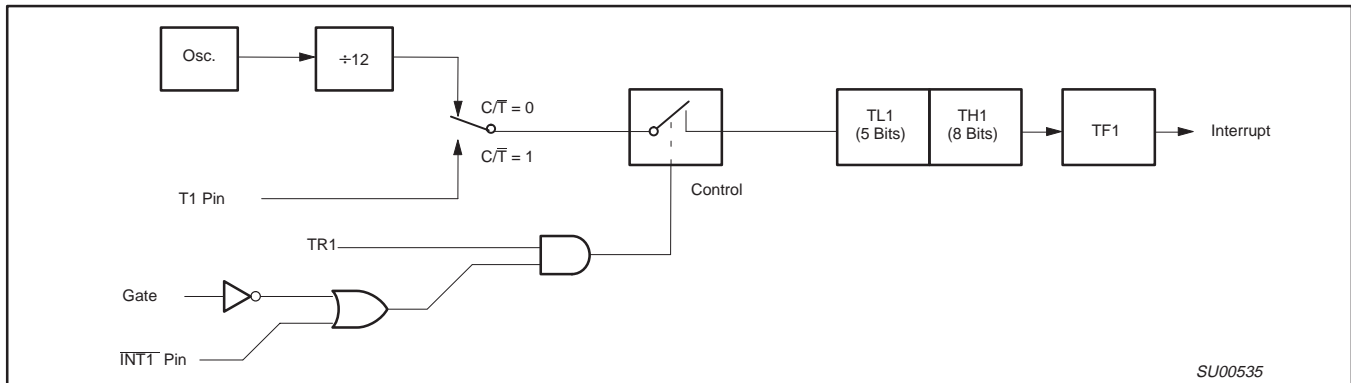 Osc.
÷12
C/T̅ = 0
C/T̅ = 1
T1 Pin
Control
TL1
(5 Bits)
TH1
(8 Bits)
TF1
Interrupt
TR1
Gate
I̅N̅T̅1̅ Pin
SU00535